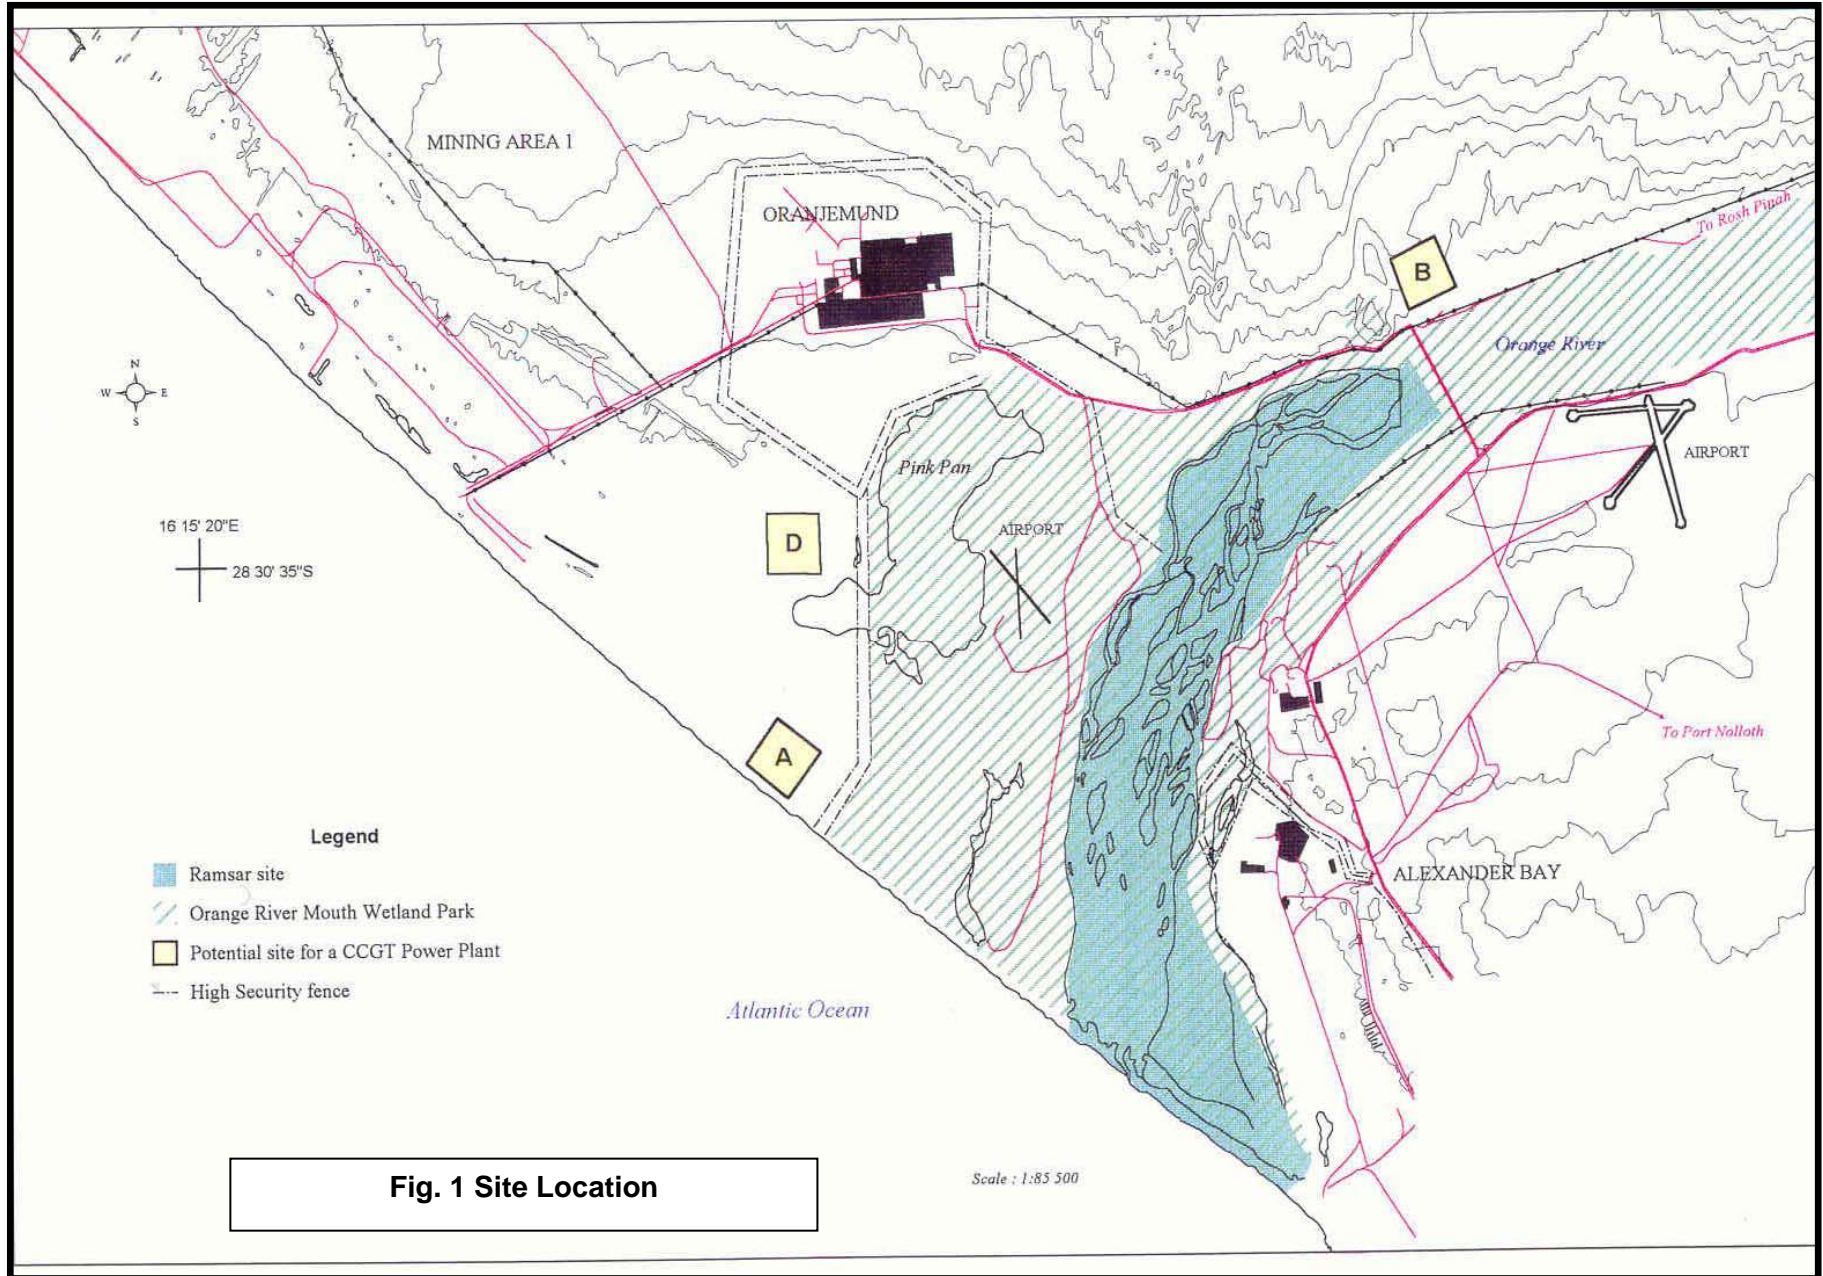 MINING AREA 1
ORANJEMUND
To Rosh Pinah
B
Orange River
N
W E
S
Pink Pan
AIRPORT
AIRPORT
16 15' 20"E
28 30' 35"S
D
To Port Nolloth
A
Legend
Ramsar site
Orange River Mouth Wetland Park
Potential site for a CCGT Power Plant
High Security fence
ALEXANDER BAY
Atlantic Ocean
Fig. 1 Site Location
Scale : 1:85 500